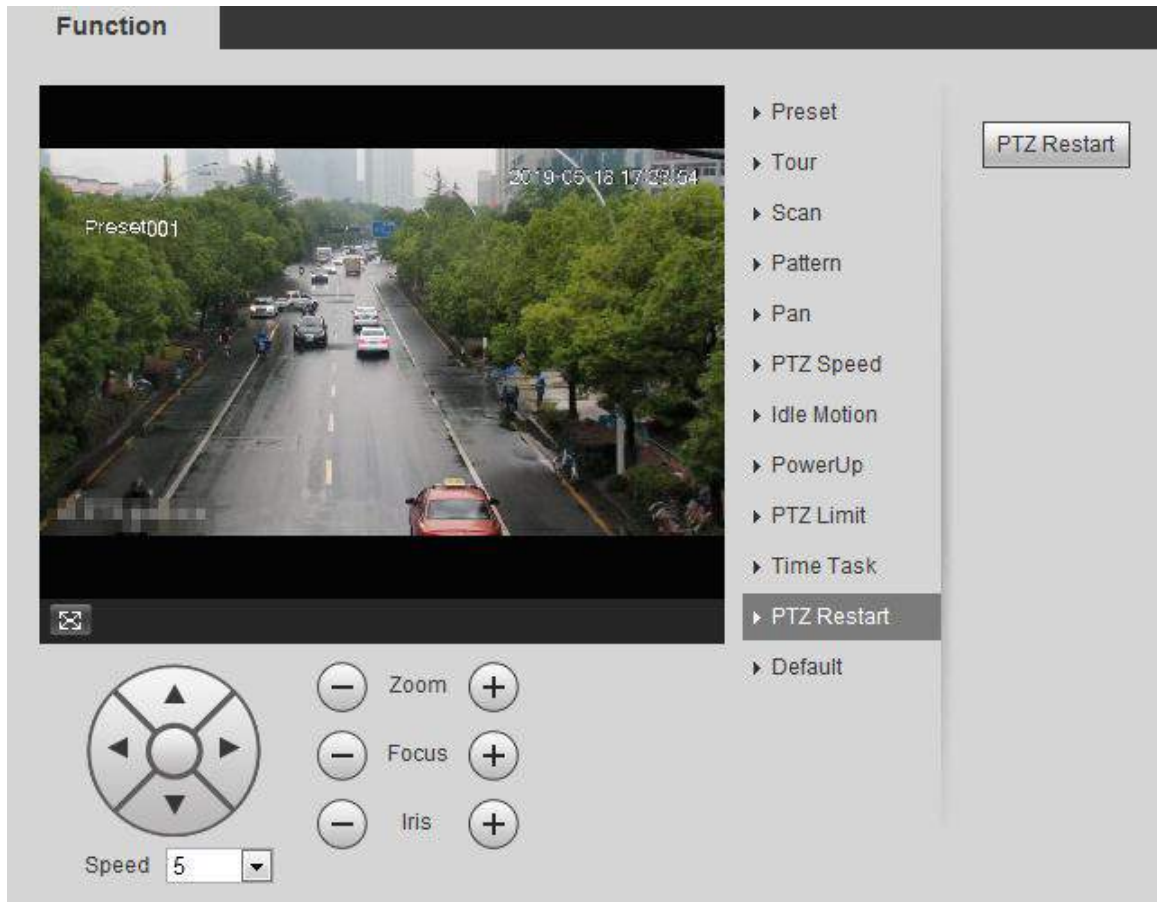 Function
2019-05-18 17:23:54
Preset001
Preset
Tour
Scan
Pattern
Pan
PTZ Speed
Idle Motion
PowerUp
PTZ Limit
Time Task
PTZ Restart
Default
PTZ Restart
Zoom
Focus
Iris
Speed 5